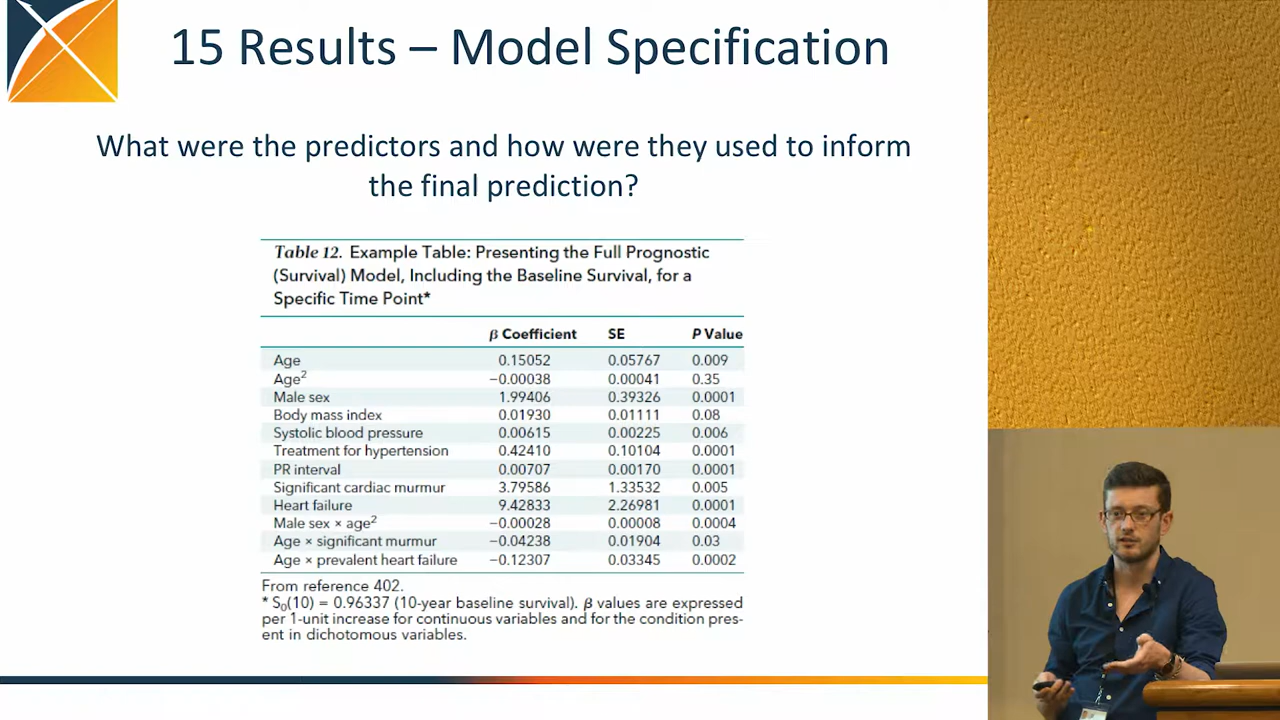 15 Results – Model Specification
What were the predictors and how were they used to inform
the final prediction?
Table 12. Example Table: Presenting the Full Prognostic
(Survival) Model, Including the Baseline Survival, for a
Specific Time Point*
β Coefficient SE P Value
Age 0.15052 0.05767 0.009
Age² −0.00038 0.00041 0.35
Male sex 1.99406 0.39326 0.0001
Body mass index 0.01930 0.01111 0.08
Systolic blood pressure 0.00615 0.00225 0.006
Treatment for hypertension 0.42410 0.10104 0.0001
PR interval 0.00707 0.00170 0.0001
Significant cardiac murmur 3.79586 1.33532 0.005
Heart failure 9.42833 2.26981 0.0001
Male sex × age² −0.00028 0.00008 0.0004
Age × significant murmur −0.04238 0.01904 0.03
Age × prevalent heart failure −0.12307 0.03345 0.0002
From reference 402.
* S₀(10) = 0.96337 (10-year baseline survival). β values are expressed
per 1-unit increase for continuous variables and for the condition pres-
ent in dichotomous variables.